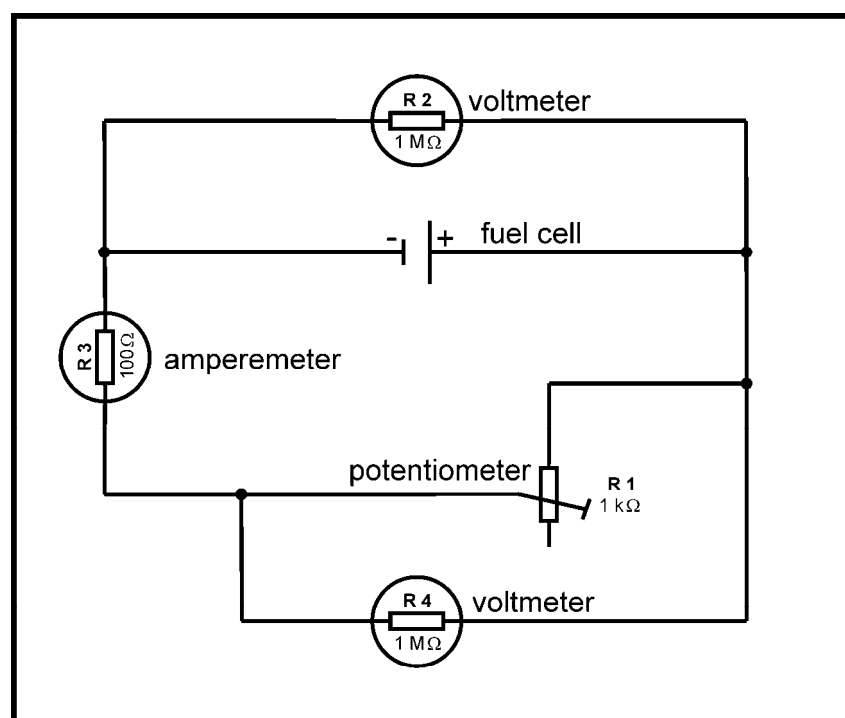 R 2 voltmeter
1 MΩ
- + fuel cell
R 3 100Ω amperemeter
potentiometer
R 1
1 kΩ
R 4 voltmeter
1 MΩ